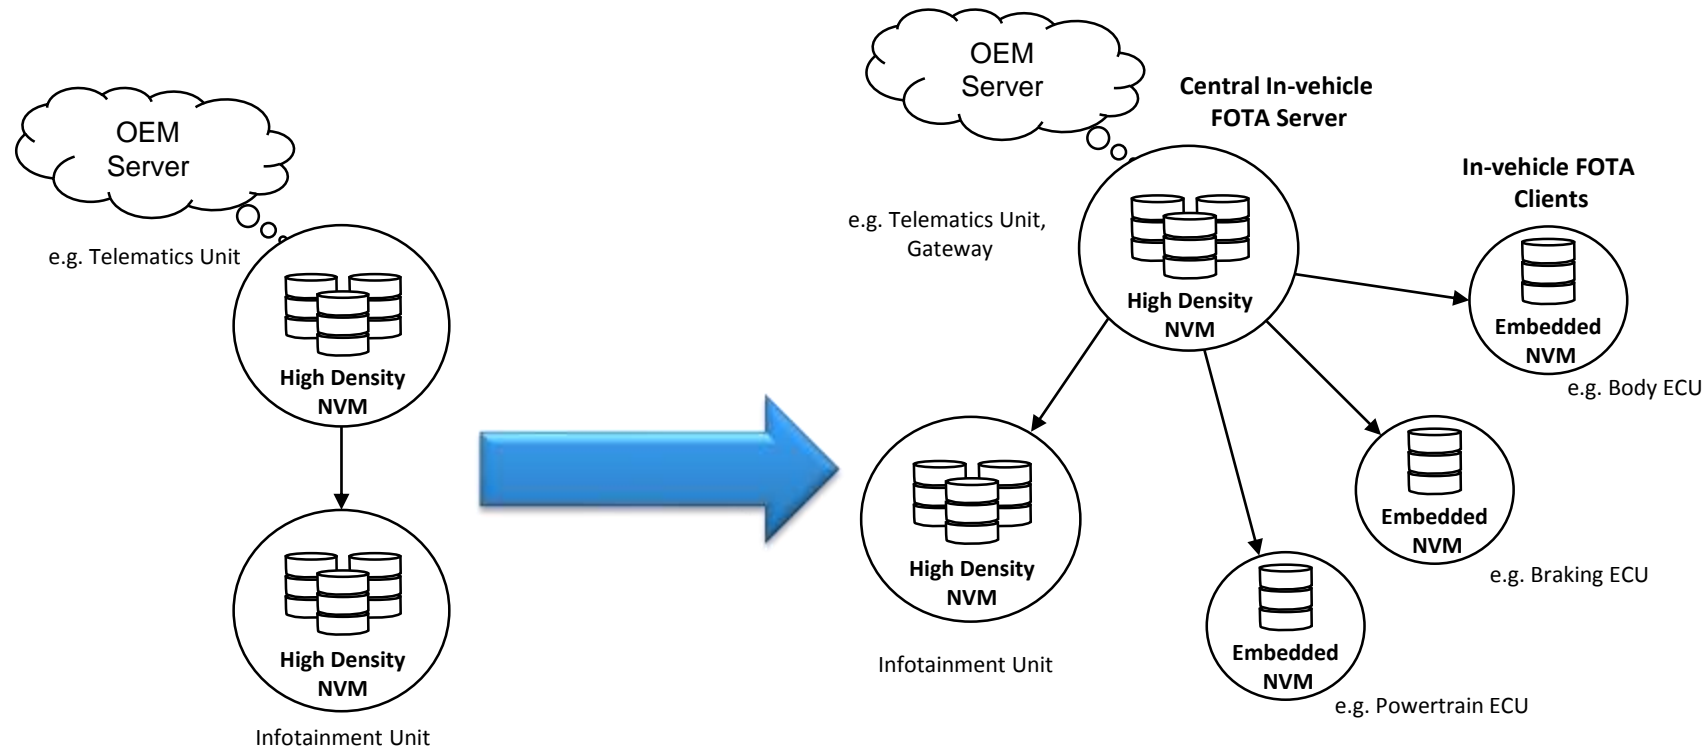 OEM
Server
e.g. Telematics Unit
High Density
NVM
High Density
NVM
Infotainment Unit
OEM
Server
Central In-vehicle
FOTA Server
e.g. Telematics Unit,
Gateway
High Density
NVM
In-vehicle FOTA
Clients
Embedded
NVM
e.g. Body ECU
Embedded
NVM
e.g. Braking ECU
Embedded
NVM
e.g. Powertrain ECU
High Density
NVM
Infotainment Unit